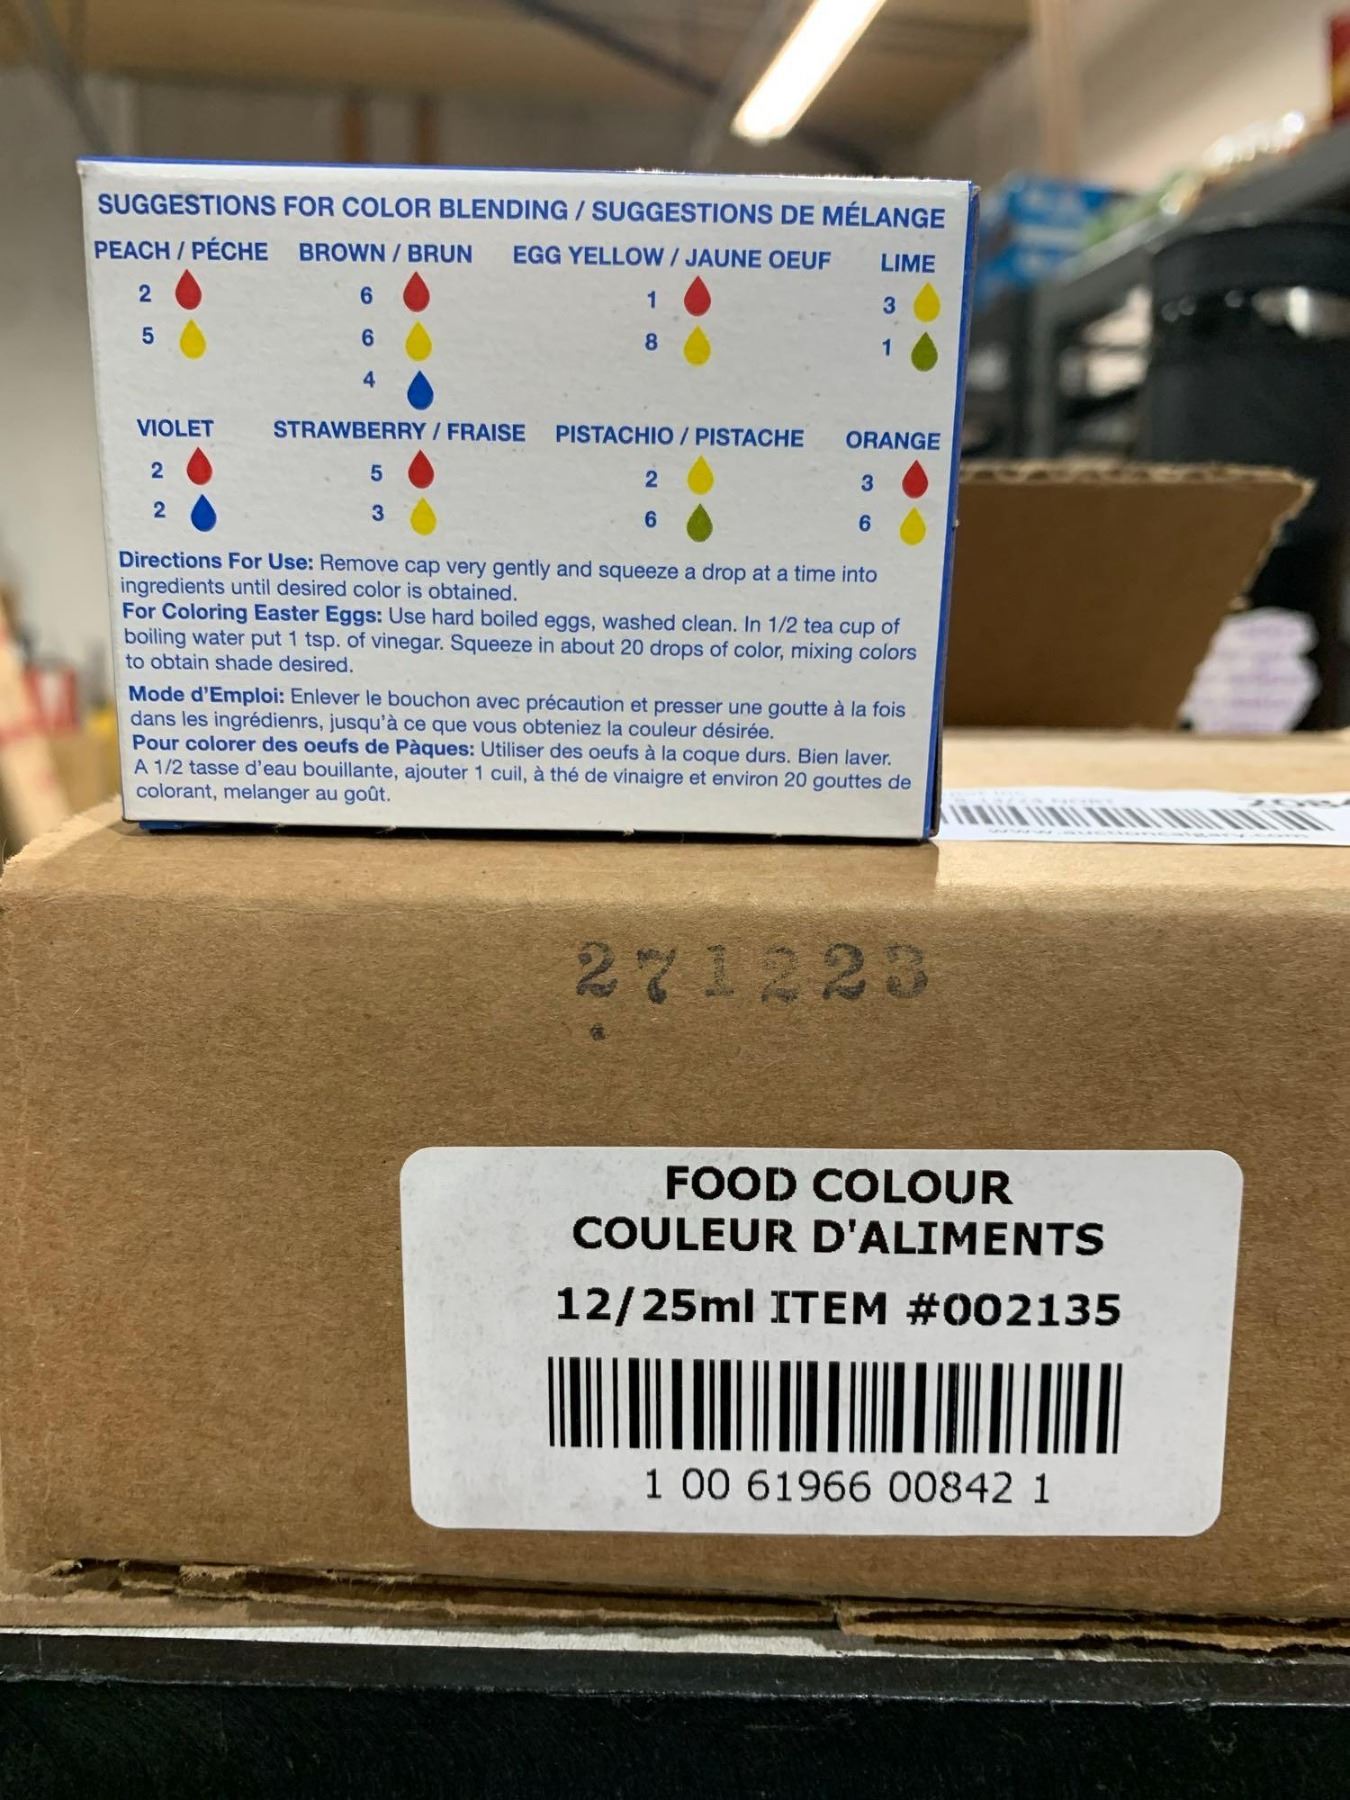 SUGGESTIONS FOR COLOR BLENDING / SUGGESTIONS DE MÉLANGE
PEACH / PÉCHE BROWN / BRUN EGG YELLOW / JAUNE OEUF LIME
2 6 1 3
5 6 8 1
4
VIOLET STRAWBERRY / FRAISE PISTACHIO / PISTACHE ORANGE
2 5 2 3
2 3 6 6
Directions For Use: Remove cap very gently and squeeze a drop at a time into
ingredients until desired color is obtained.
For Coloring Easter Eggs: Use hard boiled eggs, washed clean. In 1/2 tea cup of
boiling water put 1 tsp. of vinegar. Squeeze in about 20 drops of color, mixing colors
to obtain shade desired.
Mode d'Emploi: Enlever le bouchon avec précaution et presser une goutte à la fois
dans les ingrédienrs, jusqu'à ce que vous obteniez la couleur désirée.
Pour colorer des oeufs de Pàques: Utiliser des oeufs à la coque durs. Bien laver.
A 1/2 tasse d'eau bouillante, ajouter 1 cuil, à thé de vinaigre et environ 20 gouttes de
colorant, melanger au goût.
271223
FOOD COLOUR
COULEUR D'ALIMENTS
12/25ml ITEM #002135
1 00 61966 00842 1